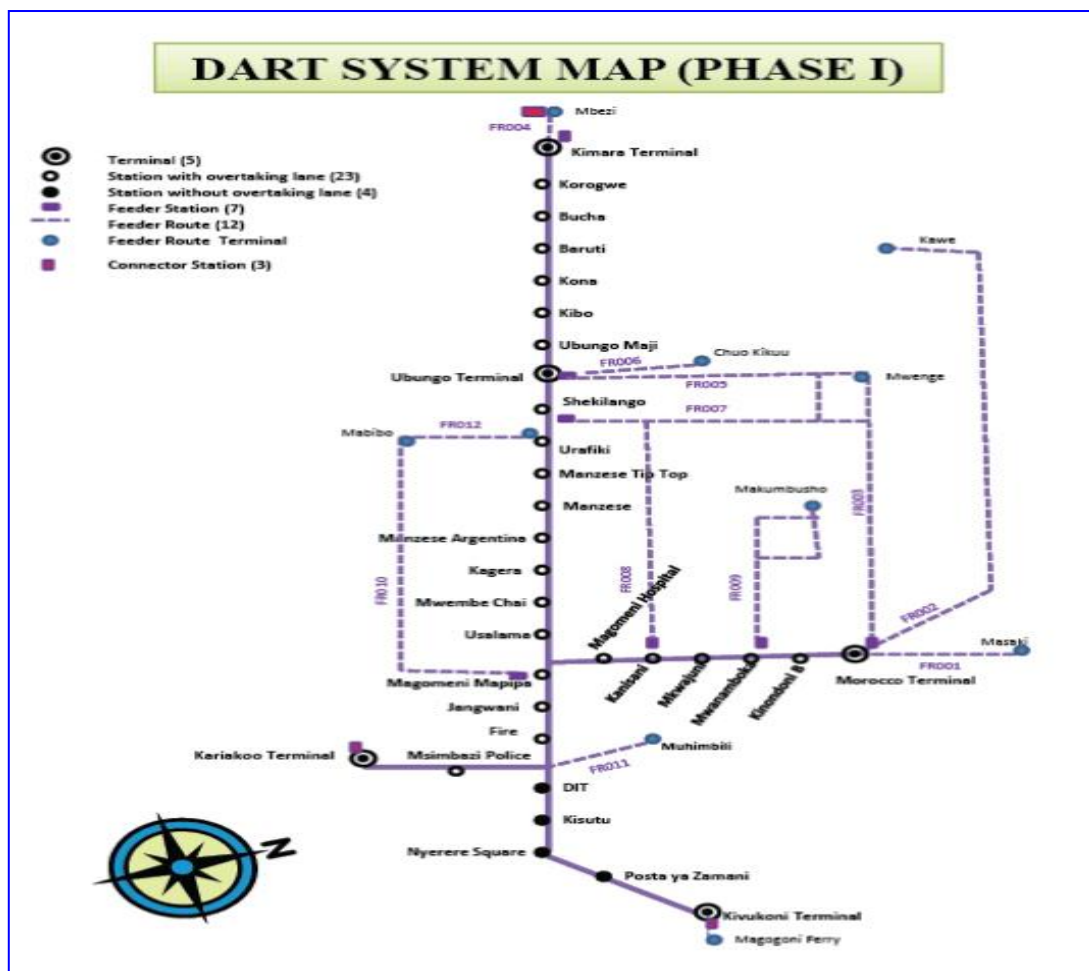 DART SYSTEM MAP (PHASE I)
Mbezi
FR004
Kimara Terminal
Terminal (5)
Station with overtaking lane (23)
Station without overtaking lane (4)
Feeder Station (7)
Feeder Route (12)
Feeder Route Terminal
Connector Station (3)
Korogwe
Bucha
Baruti
Kawe
Kona
Kibo
Ubungo Maji
Chuo Kikuu
FR006
Ubungo Terminal
FR005
Mwenge
Shekilango
FR007
Mabibo
FR012
Urafiki
Manzese Tip Top
Makumbusho
FR003
Manzese
Manzese Argentina
Kagera
FR010
FR008
FR009
Mwembe Chai
Magomeni Hospital
FR002
Usalama
Masaki
FR001
Magomeni Mapipa
Kanisani
Mkwajuni
Mwanamboka
Kinondoni B
Morocco Terminal
Jangwani
Fire
Muhimbili
Kariakoo Terminal
Msimbazi Police
FR011
DIT
Kisutu
Nyerere Square
N
Posta ya Zamani
Kivukoni Terminal
Magogoni Ferry